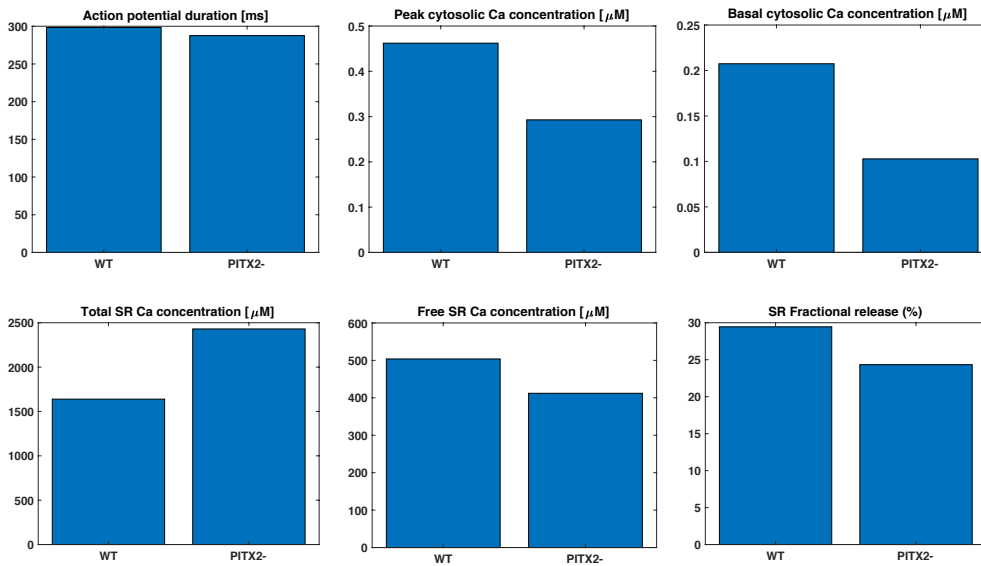 Action potential duration [ms]
300
250
200
150
100
50
0
WT
PITX2-
Peak cytosolic Ca concentration [μM]
0.5
0.4
0.3
0.2
0.1
0
WT
PITX2-
Basal cytosolic Ca concentration [μM]
0.25
0.2
0.15
0.1
0.05
0
WT
PITX2-
Total SR Ca concentration [μM]
2500
2000
1500
1000
500
0
WT
PITX2-
Free SR Ca concentration [μM]
600
500
400
300
200
100
0
WT
PITX2-
SR Fractional release (%)
30
25
20
15
10
5
0
WT
PITX2-